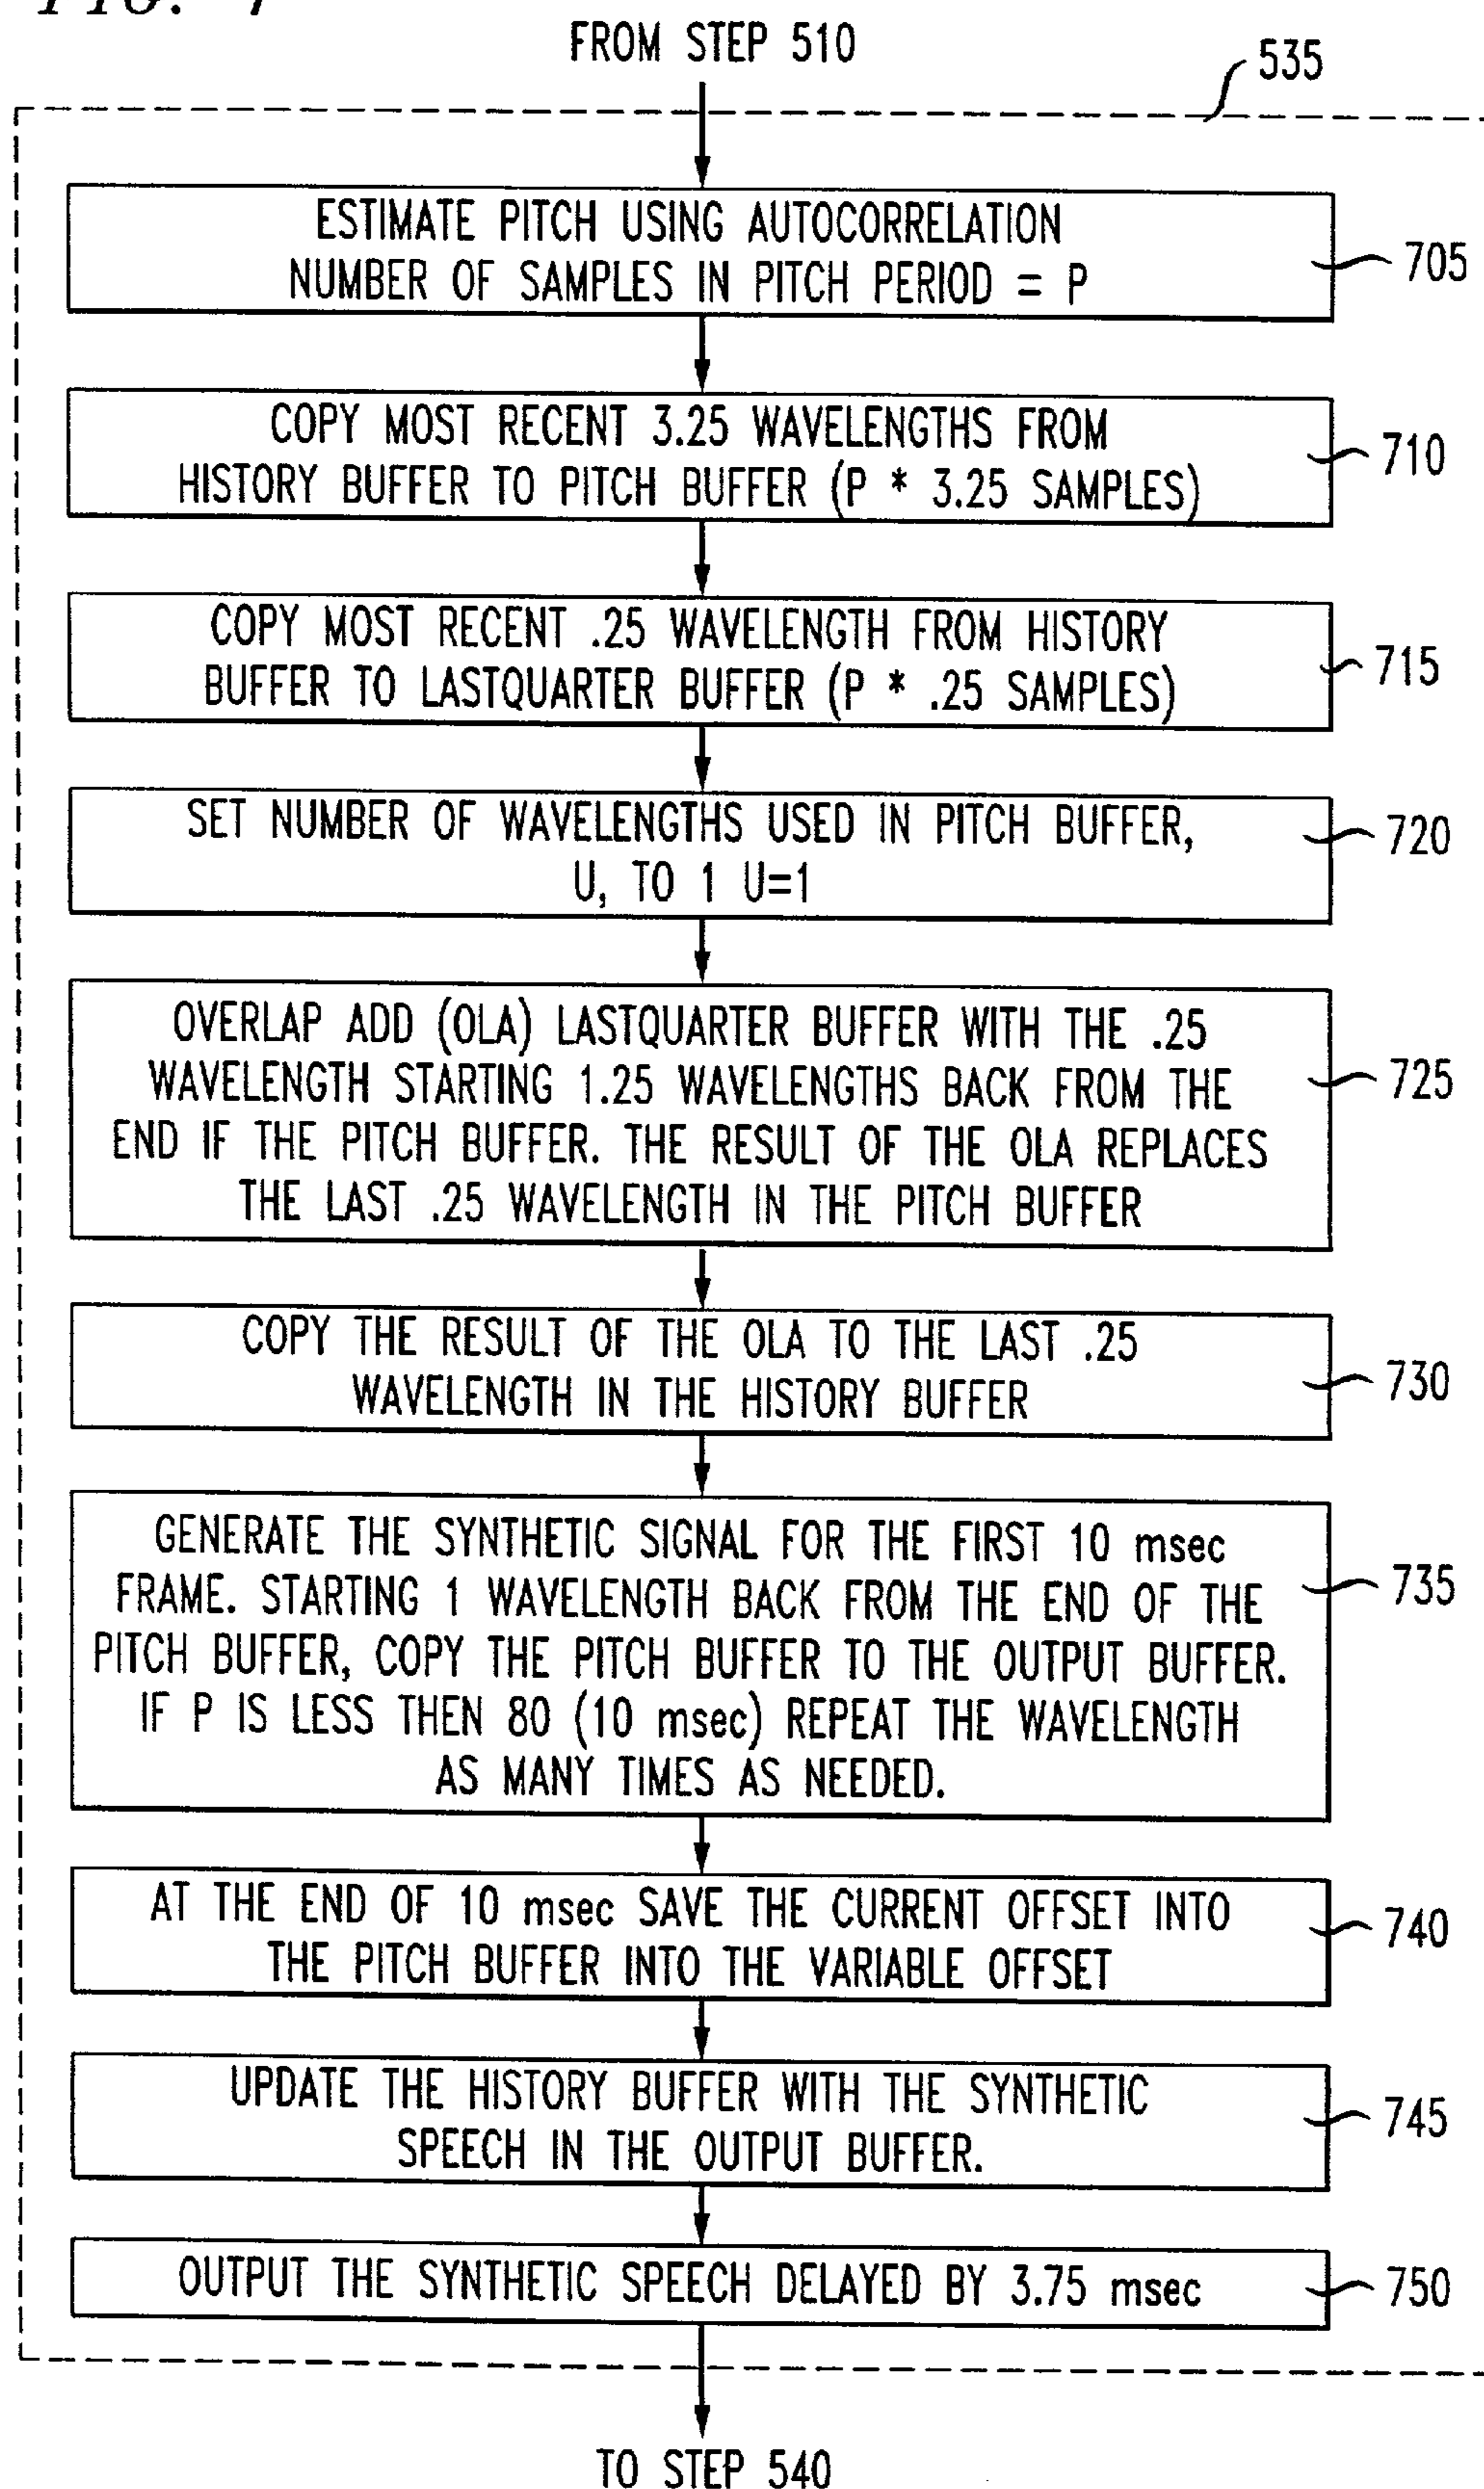 FIG. 7
FROM STEP 510
535
ESTIMATE PITCH USING AUTOCORRELATION
NUMBER OF SAMPLES IN PITCH PERIOD = P
705
COPY MOST RECENT 3.25 WAVELENGTHS FROM
HISTORY BUFFER TO PITCH BUFFER (P * 3.25 SAMPLES)
710
COPY MOST RECENT .25 WAVELENGTH FROM HISTORY
BUFFER TO LASTQUARTER BUFFER (P * .25 SAMPLES)
715
SET NUMBER OF WAVELENGTHS USED IN PITCH BUFFER,
U, TO 1 U=1
720
OVERLAP ADD (OLA) LASTQUARTER BUFFER WITH THE .25
WAVELENGTH STARTING 1.25 WAVELENGTHS BACK FROM THE
END IF THE PITCH BUFFER. THE RESULT OF THE OLA REPLACES
THE LAST .25 WAVELENGTH IN THE PITCH BUFFER
725
COPY THE RESULT OF THE OLA TO THE LAST .25
WAVELENGTH IN THE HISTORY BUFFER
730
GENERATE THE SYNTHETIC SIGNAL FOR THE FIRST 10 msec
FRAME. STARTING 1 WAVELENGTH BACK FROM THE END OF THE
PITCH BUFFER, COPY THE PITCH BUFFER TO THE OUTPUT BUFFER.
IF P IS LESS THEN 80 (10 msec) REPEAT THE WAVELENGTH
AS MANY TIMES AS NEEDED.
735
AT THE END OF 10 msec SAVE THE CURRENT OFFSET INTO
THE PITCH BUFFER INTO THE VARIABLE OFFSET
740
UPDATE THE HISTORY BUFFER WITH THE SYNTHETIC
SPEECH IN THE OUTPUT BUFFER.
745
OUTPUT THE SYNTHETIC SPEECH DELAYED BY 3.75 msec
750
TO STEP 540